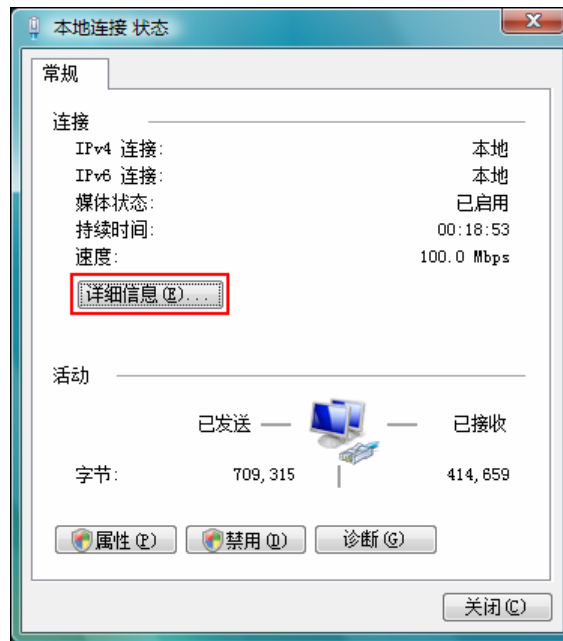 本地连接 状态
常规
连接
IPv4 连接: 本地
IPv6 连接: 本地
媒体状态: 已启用
持续时间: 00:18:53
速度: 100.0 Mbps
详细信息(E)...
活动
已发送 — — 已接收
字节: 709,315 414,659
属性(P) 禁用(D) 诊断(G)
关闭(C)